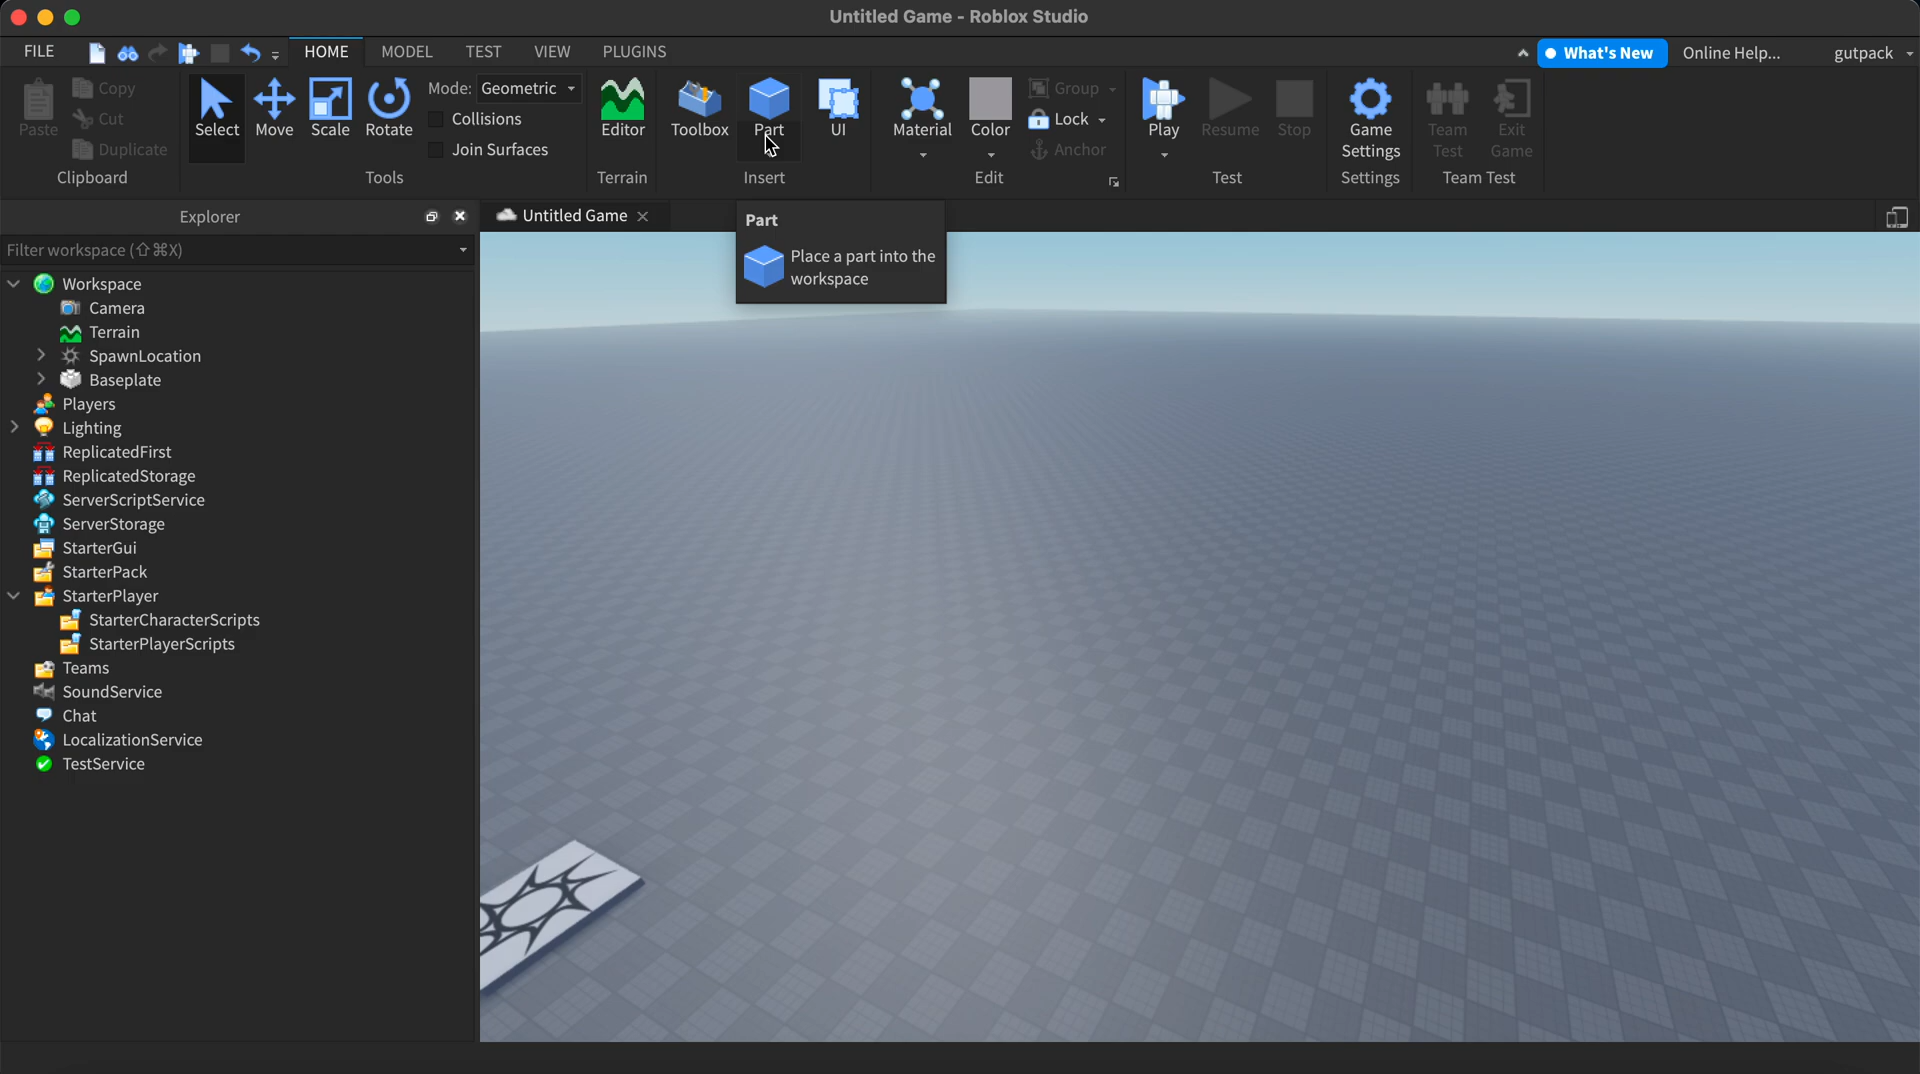 Untitled Game - Roblox Studio
FILE
HOME
MODEL
TEST
VIEW
PLUGINS
What's New
Online Help...
gutpack
Paste
Copy
Cut
Duplicate
Clipboard
Select
Move
Scale
Rotate
Mode: Geometric
Collisions
Join Surfaces
Tools
Editor
Terrain
Toolbox
Part
UI
Insert
Material
Color
Group
Lock
Anchor
Edit
Play
Resume
Stop
Test
Game
Settings
Settings
Team
Test
Exit
Game
Team Test
Explorer
Filter workspace (⇧⌘X)
Workspace
Camera
Terrain
SpawnLocation
Baseplate
Players
Lighting
ReplicatedFirst
ReplicatedStorage
ServerScriptService
ServerStorage
StarterGui
StarterPack
StarterPlayer
StarterCharacterScripts
StarterPlayerScripts
Teams
SoundService
Chat
LocalizationService
TestService
Untitled Game
Part
Place a part into the
workspace